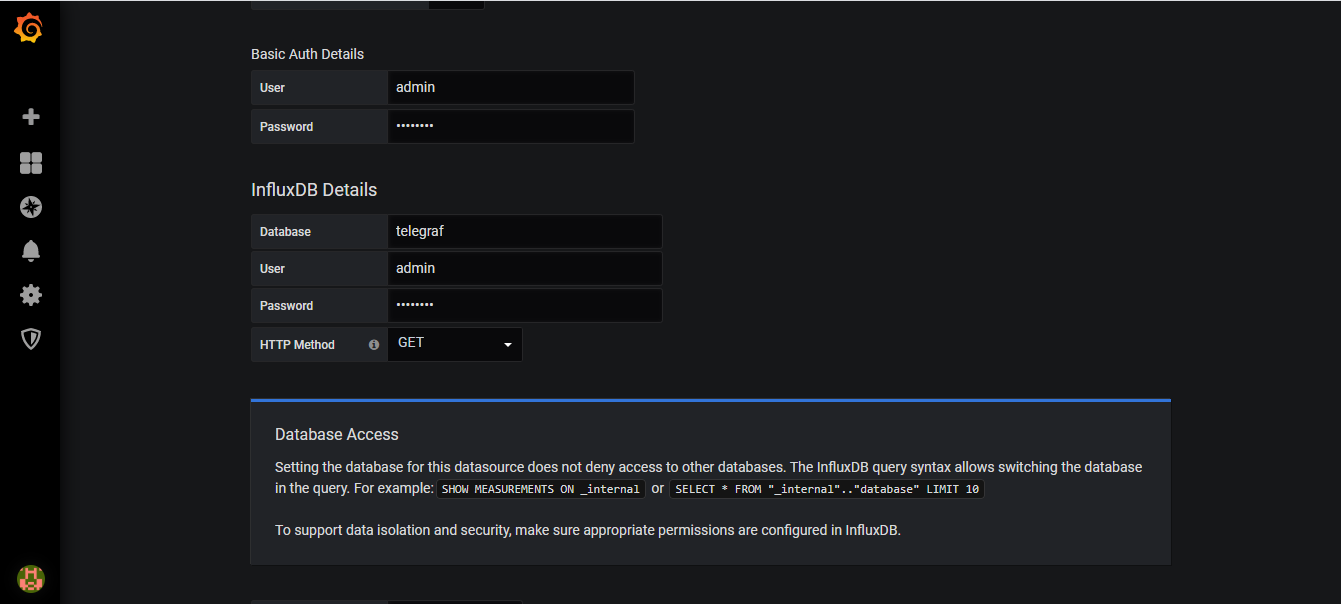 Basic Auth Details
User admin
Password ••••••••
InfluxDB Details
Database telegraf
User admin
Password ••••••••
HTTP Method GET
Database Access
Setting the database for this datasource does not deny access to other databases. The InfluxDB query syntax allows switching the database
in the query. For example: SHOW MEASUREMENTS ON _internal or SELECT * FROM "_internal".."database" LIMIT 10
To support data isolation and security, make sure appropriate permissions are configured in InfluxDB.